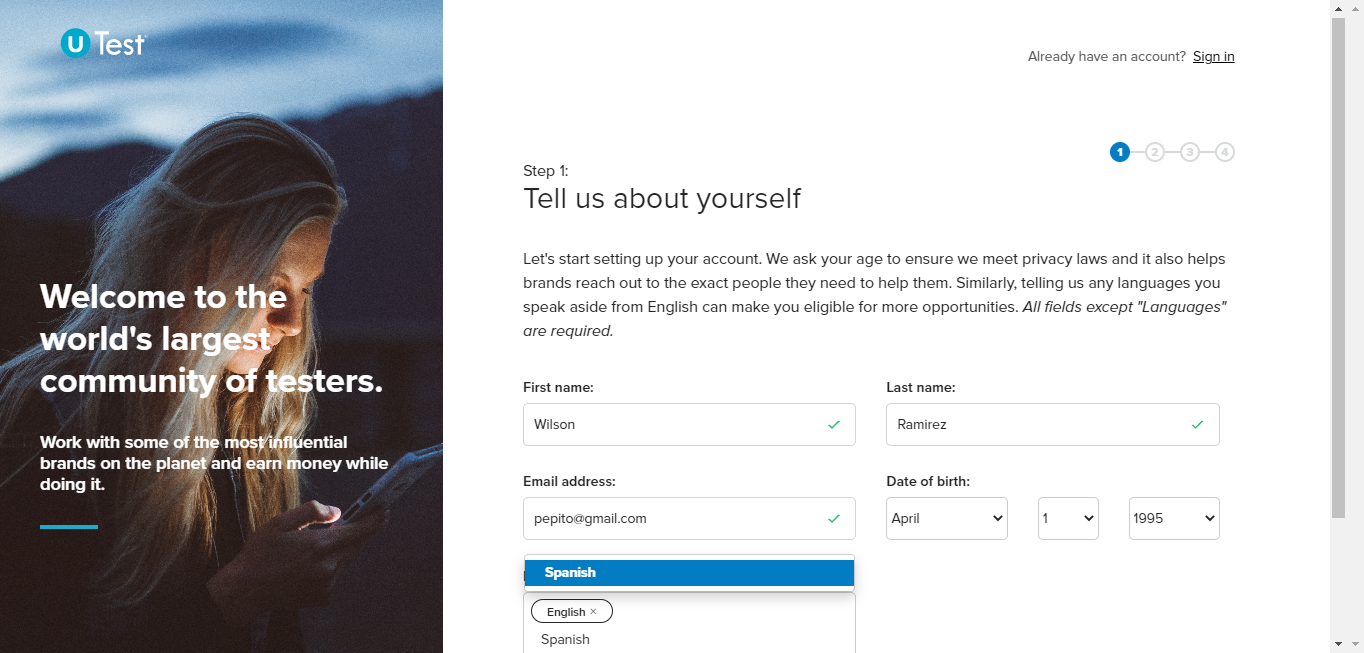 uTest
Welcome to the
world's largest
community of testers.
Work with some of the most influential
brands on the planet and earn money while
doing it.
Already have an account? Sign in
1 2 3 4
Step 1:
Tell us about yourself
Let's start setting up your account. We ask your age to ensure we meet privacy laws and it also helps
brands reach out to the exact people they need to help them. Similarly, telling us any languages you
speak aside from English can make you eligible for more opportunities. All fields except "Languages"
are required.
First name: Last name:
Wilson Ramirez
Email address: Date of birth:
pepito@gmail.com April 1 1995
Spanish
English ×
Spanish